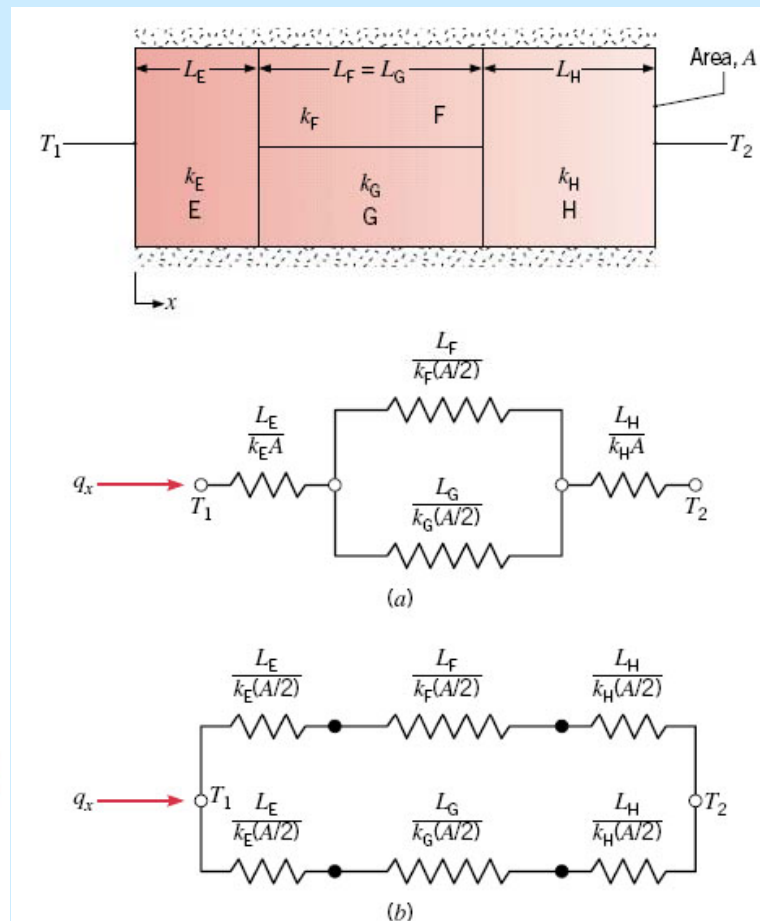 L_E L_F = L_G L_H Area, A
k_F F
T_1 T_2
k_E k_G k_H
E G H
x
L_F
k_F(A/2)
L_E L_H
k_EA k_HA
q_x
T_1 L_G T_2
k_G(A/2)
(a)
L_E L_F L_H
k_E(A/2) k_F(A/2) k_H(A/2)
q_x T_1 T_2
L_E L_G L_H
k_E(A/2) k_G(A/2) k_H(A/2)
(b)